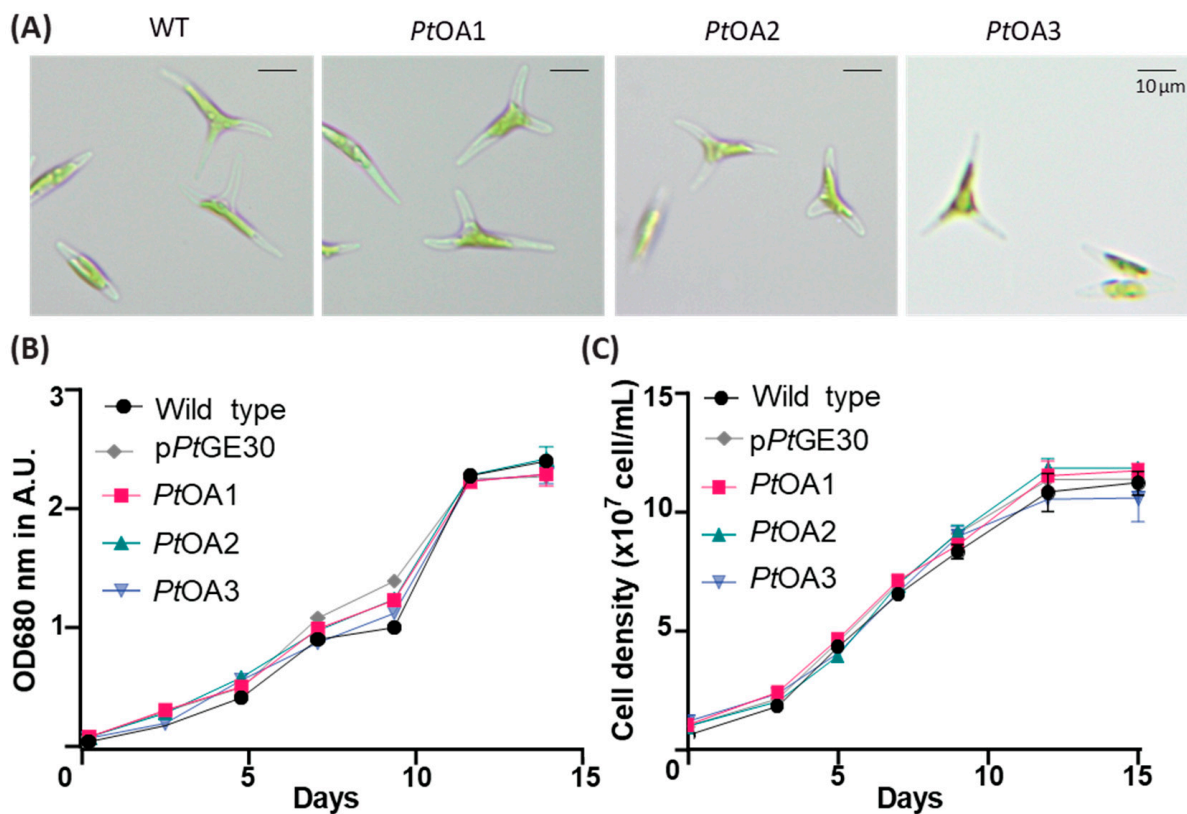 (A)
WT
PtOA1
PtOA2
PtOA3
10 µm
(B)
OD680 nm in A.U.
3
2
1
0
5
10
15
Days
Wild type
pPtGE30
PtOA1
PtOA2
PtOA3
(C)
Cell density (x10⁷ cell/mL)
15
10
5
0
5
10
15
Days
Wild type
pPtGE30
PtOA1
PtOA2
PtOA3